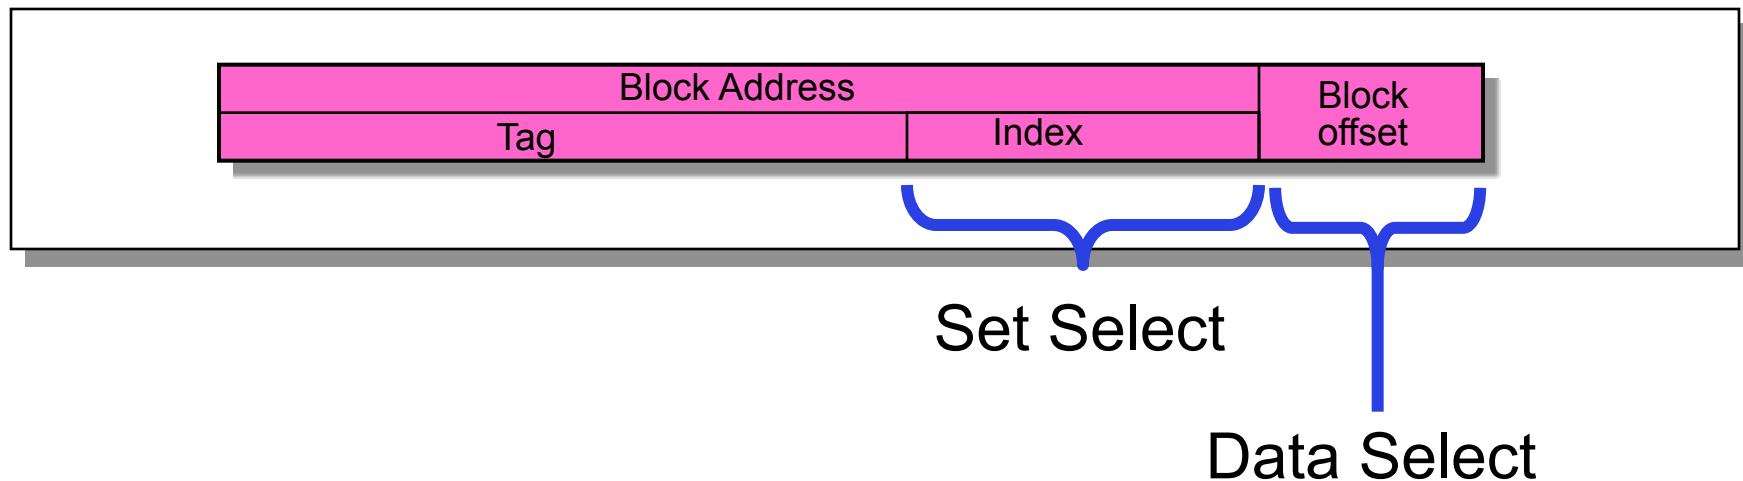 Block Address
Block
offset
Tag
Index
Set Select
Data Select